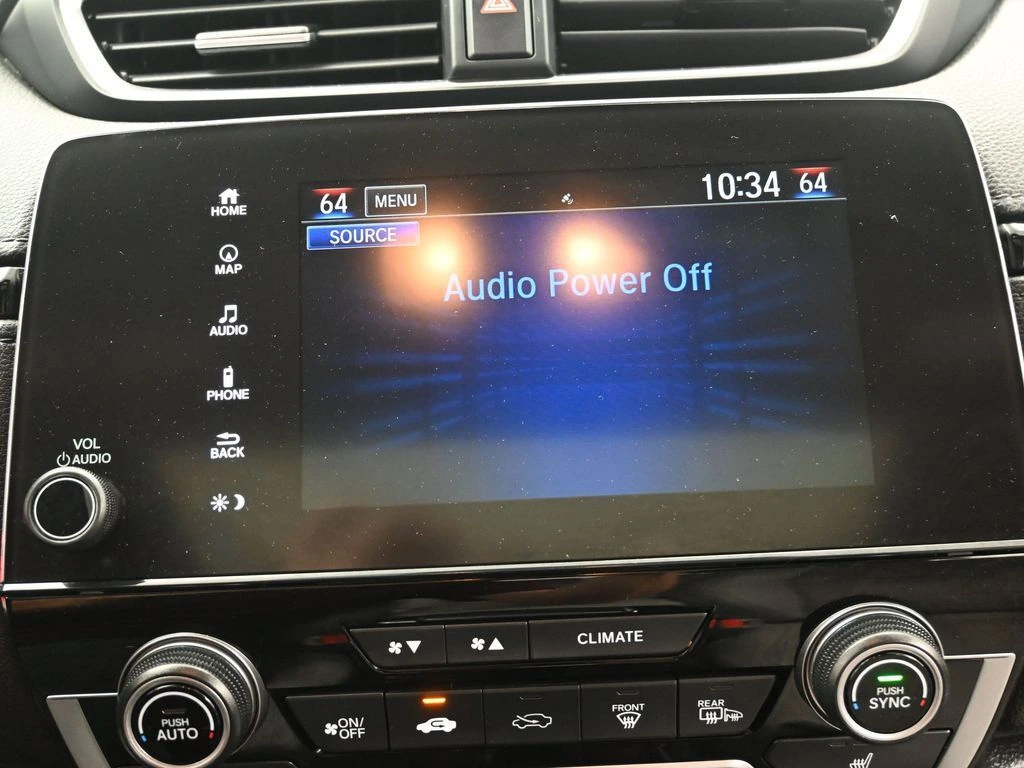 64 MENU 10:34 64
SOURCE
Audio Power Off
HOME
MAP
AUDIO
PHONE
BACK
VOL
AUDIO
CLIMATE
PUSH
AUTO
ON/
OFF
FRONT
REAR
PUSH
SYNC